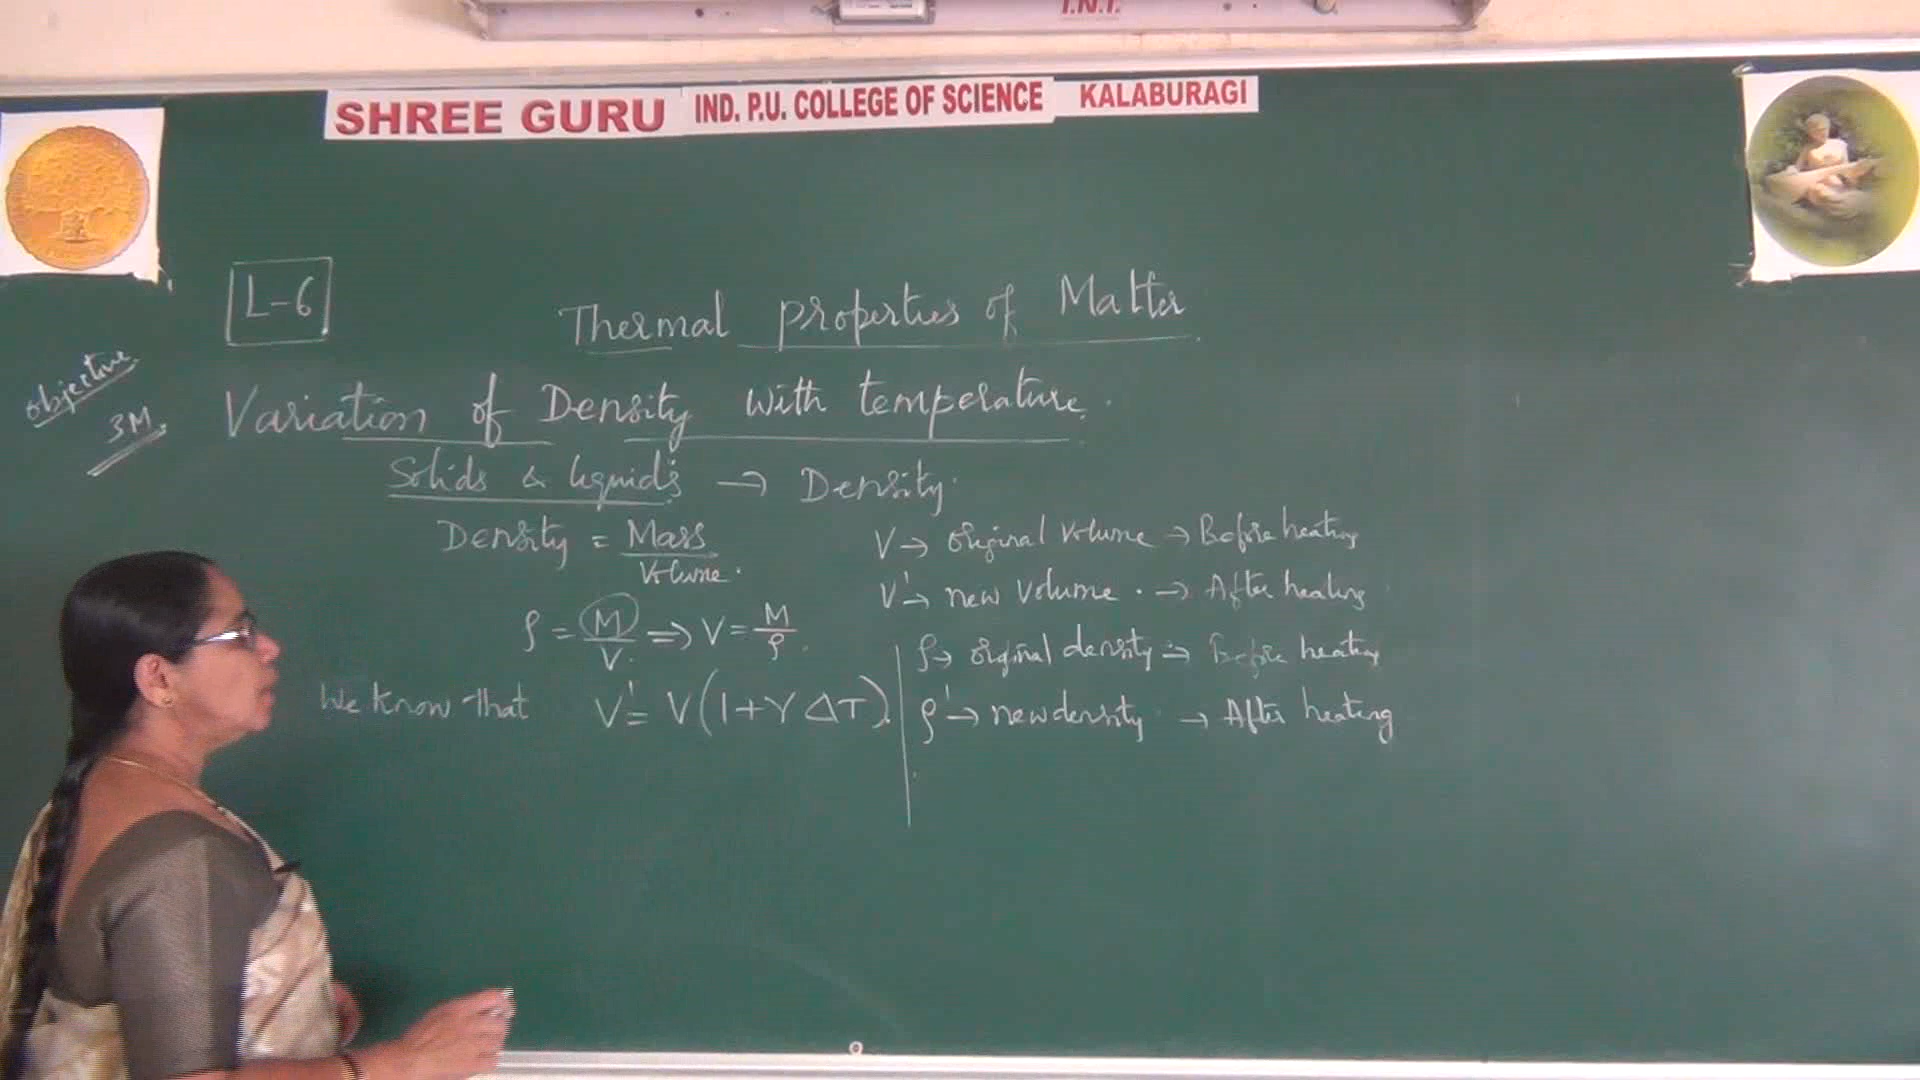 T.N.T.
SHREE GURU IND. P.U. COLLEGE OF SCIENCE KALABURAGI
L-6
Thermal properties of Matter
objective
3M.
Variation of Density with temperature.
Solids & liquids → Density.
Density = Mass / Volume.
V → original volume → Before heating
V' → new volume. → After heating
ρ = M / V. ⇒ V = M / ρ.
ρ → original density → Before heating
We know that V' = V(1+γΔT).
ρ' → new density → After heating